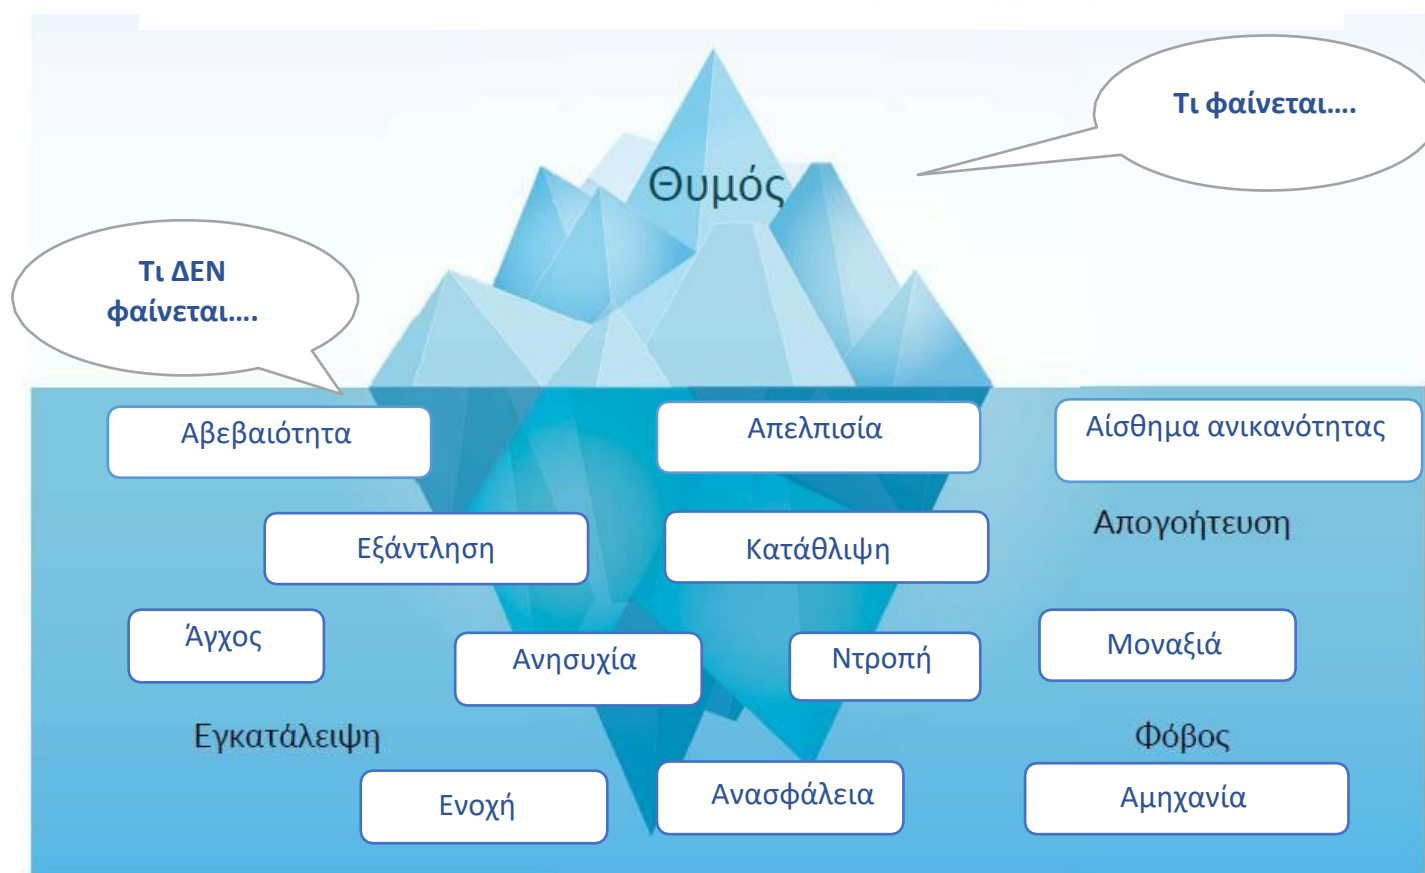 Τι φαίνεται....
Θυμός
Τι ΔΕΝ
φαίνεται....
Αβεβαιότητα
Απελπισία
Αίσθημα ανικανότητας
Απογοήτευση
Εξάντληση
Κατάθλιψη
Άγχος
Ανησυχία
Ντροπή
Μοναξιά
Εγκατάλειψη
Φόβος
Ενοχή
Ανασφάλεια
Αμηχανία